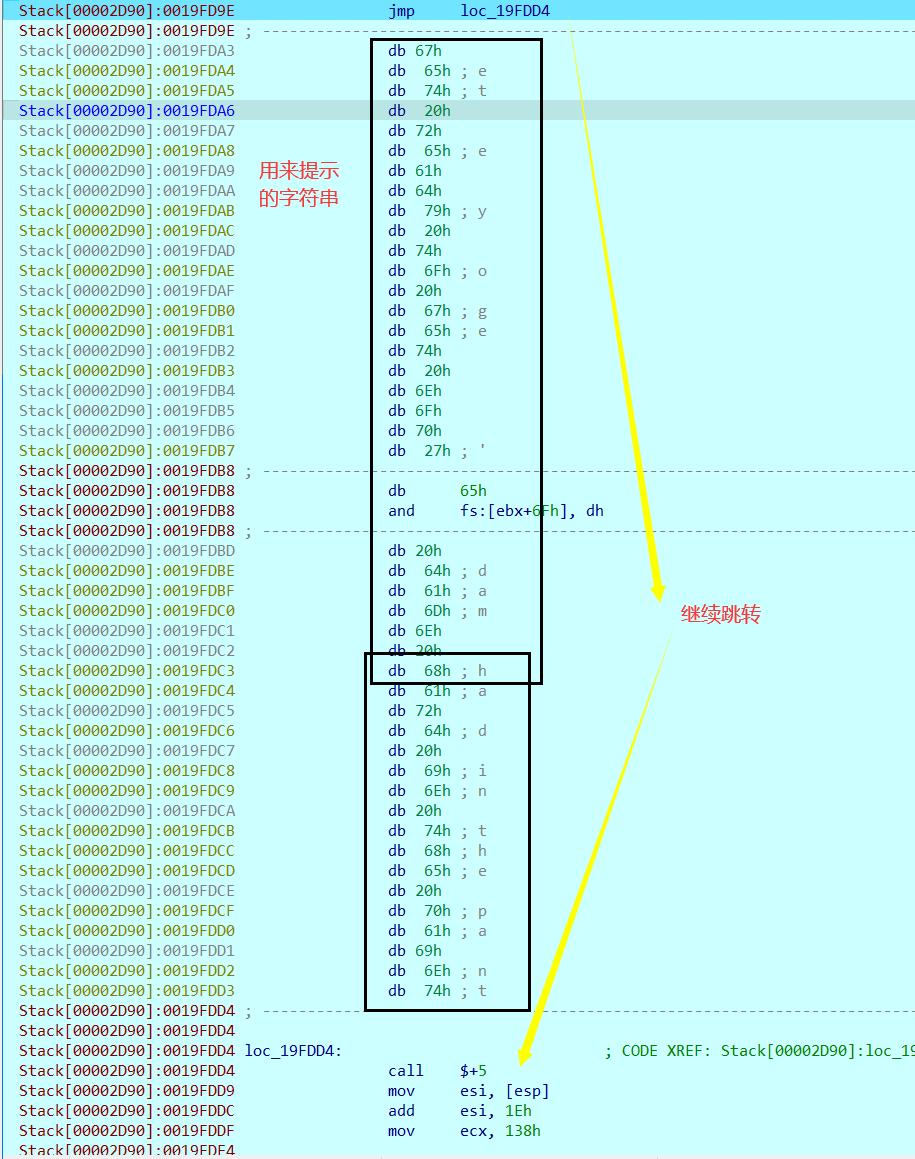 Stack[00002D90]:0019FD9E jmp loc_19FDD4
Stack[00002D90]:0019FD9E ; ------------------------------------------------------------
Stack[00002D90]:0019FDA3 db 67h
Stack[00002D90]:0019FDA4 db 65h ; e
Stack[00002D90]:0019FDA5 db 74h ; t
Stack[00002D90]:0019FDA6 db 20h
Stack[00002D90]:0019FDA7 db 72h
Stack[00002D90]:0019FDA8 db 65h ; e
Stack[00002D90]:0019FDA9 db 61h
用来提示
Stack[00002D90]:0019FDAA db 64h
的字符串
Stack[00002D90]:0019FDAB db 79h ; y
Stack[00002D90]:0019FDAC db 20h
Stack[00002D90]:0019FDAD db 74h
Stack[00002D90]:0019FDAE db 6Fh ; o
Stack[00002D90]:0019FDAF db 20h
Stack[00002D90]:0019FDB0 db 67h ; g
Stack[00002D90]:0019FDB1 db 65h ; e
Stack[00002D90]:0019FDB2 db 74h
Stack[00002D90]:0019FDB3 db 20h
Stack[00002D90]:0019FDB4 db 6Eh
Stack[00002D90]:0019FDB5 db 6Fh
Stack[00002D90]:0019FDB6 db 70h
Stack[00002D90]:0019FDB7 db 27h ; '
Stack[00002D90]:0019FDB8 ; ------------------------------------------------------------
Stack[00002D90]:0019FDB8 db 65h
Stack[00002D90]:0019FDB8 and fs:[ebx+6Fh], dh
Stack[00002D90]:0019FDB8 ; ------------------------------------------------------------
Stack[00002D90]:0019FDBD db 20h
Stack[00002D90]:0019FDBE db 64h ; d
Stack[00002D90]:0019FDBF db 61h ; a
Stack[00002D90]:0019FDC0 db 6Dh ; m
继续跳转
Stack[00002D90]:0019FDC1 db 6Eh
Stack[00002D90]:0019FDC2 db 20h
Stack[00002D90]:0019FDC3 db 68h ; h
Stack[00002D90]:0019FDC4 db 61h ; a
Stack[00002D90]:0019FDC5 db 72h
Stack[00002D90]:0019FDC6 db 64h ; d
Stack[00002D90]:0019FDC7 db 20h
Stack[00002D90]:0019FDC8 db 69h ; i
Stack[00002D90]:0019FDC9 db 6Eh ; n
Stack[00002D90]:0019FDCA db 20h
Stack[00002D90]:0019FDCB db 74h ; t
Stack[00002D90]:0019FDCC db 68h ; h
Stack[00002D90]:0019FDCD db 65h ; e
Stack[00002D90]:0019FDCE db 20h
Stack[00002D90]:0019FDCF db 70h ; p
Stack[00002D90]:0019FDD0 db 61h ; a
Stack[00002D90]:0019FDD1 db 69h
Stack[00002D90]:0019FDD2 db 6Eh ; n
Stack[00002D90]:0019FDD3 db 74h ; t
Stack[00002D90]:0019FDD4 ; ------------------------------------------------------------
Stack[00002D90]:0019FDD4
Stack[00002D90]:0019FDD4 loc_19FDD4: ; CODE XREF: Stack[00002D90]:loc_19
Stack[00002D90]:0019FDD4 call $+5
Stack[00002D90]:0019FDD9 mov esi, [esp]
Stack[00002D90]:0019FDDC add esi, 1Eh
Stack[00002D90]:0019FDDF mov ecx, 138h
Stack[00002D90]:0019FDE4